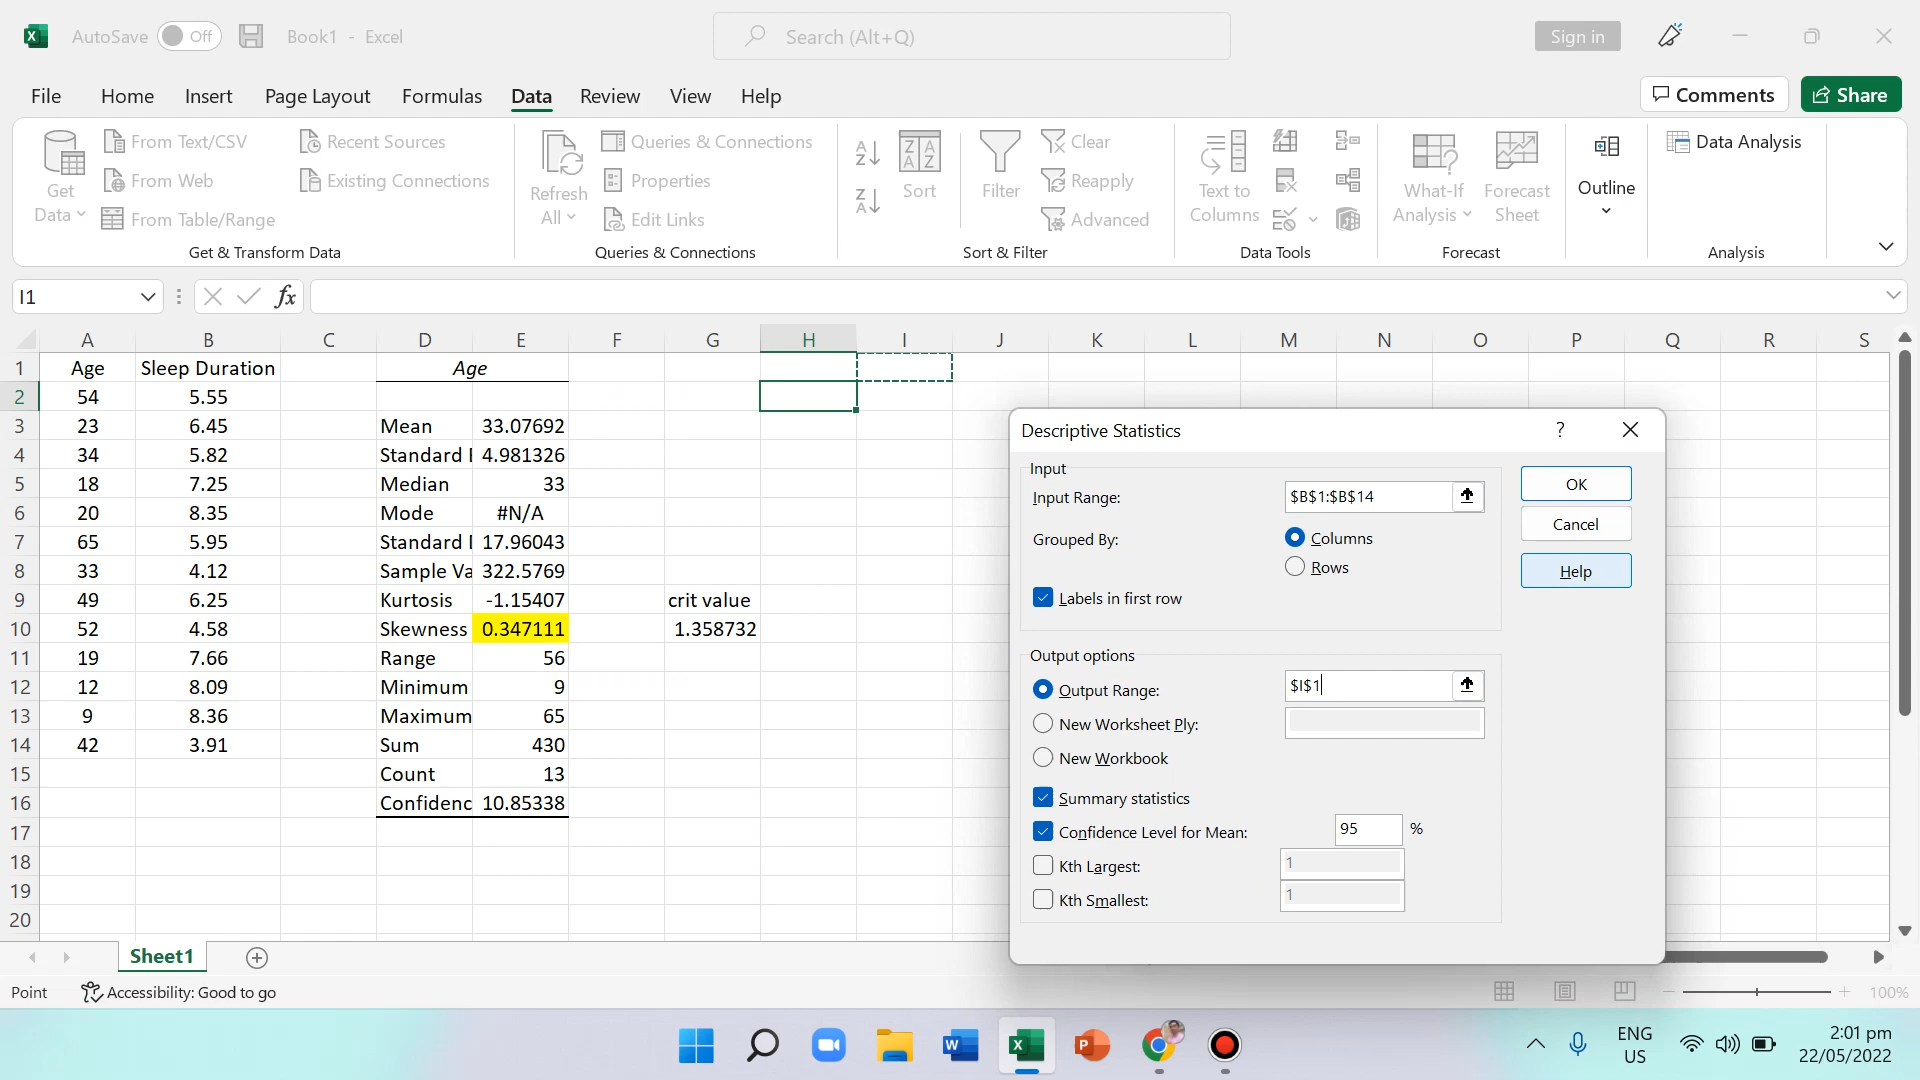 AutoSave Off Book1 - Excel Search (Alt+Q) Sign in
File Home Insert Page Layout Formulas Data Review View Help Comments Share
Get Data
From Text/CSV
From Web
From Table/Range
Recent Sources
Existing Connections
Get & Transform Data
Refresh All
Queries & Connections
Properties
Edit Links
Queries & Connections
Sort
Filter
Clear
Reapply
Advanced
Sort & Filter
Text to Columns
Data Tools
What-If Analysis
Forecast Sheet
Forecast
Outline
Data Analysis
Analysis
I1 fx
A B C D E F G H I J K L M N O P Q R S
1 Age Sleep Duration Age
2 54 5.55
3 23 6.45 Mean 33.07692
4 34 5.82 Standard E 4.981326
5 18 7.25 Median 33
6 20 8.35 Mode #N/A
7 65 5.95 Standard I 17.96043
8 33 4.12 Sample Va 322.5769
9 49 6.25 Kurtosis -1.15407 crit value
10 52 4.58 Skewness 0.347111 1.358732
11 19 7.66 Range 56
12 12 8.09 Minimum 9
13 9 8.36 Maximum 65
14 42 3.91 Sum 430
15 Count 13
16 Confidenc 10.85338
17
18
19
20
Descriptive Statistics ? 
Input
Input Range: $B$1:$B$14
Grouped By: Columns
Rows
Labels in first row
OK
Cancel
Help
Output options
Output Range: $I$1
New Worksheet Ply:
New Workbook
Summary statistics
Confidence Level for Mean: 95 %
Kth Largest: 1
Kth Smallest: 1
Sheet1
Point Accessibility: Good to go 100%
ENG
US
2:01 pm
22/05/2022